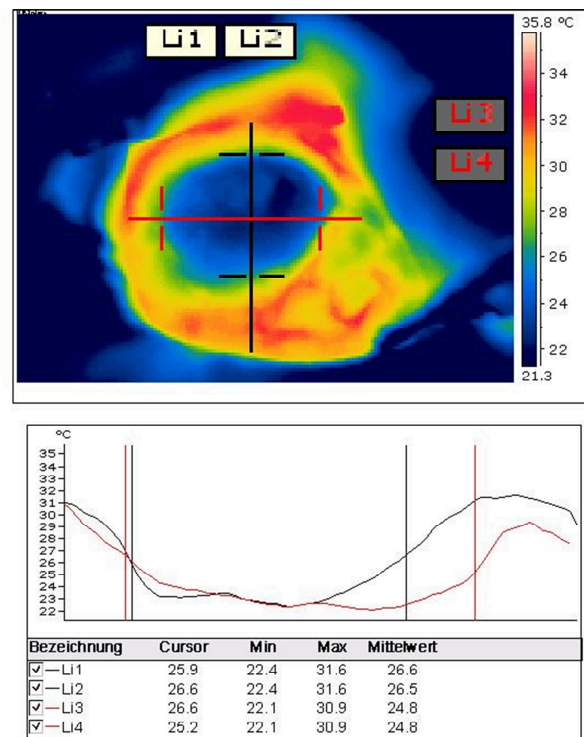 35.8 °C
Li1 Li2
34
Li3
32
Li4
30
28
26
24
22
21.3
°C
35
34
33
32
31
30
29
28
27
26
25
24
23
22
Bezeichnung Cursor Min Max Mittelwert
Li1 25.9 22.4 31.6 26.6
Li2 26.6 22.4 31.6 26.5
Li3 26.6 22.1 30.9 24.8
Li4 25.2 22.1 30.9 24.8